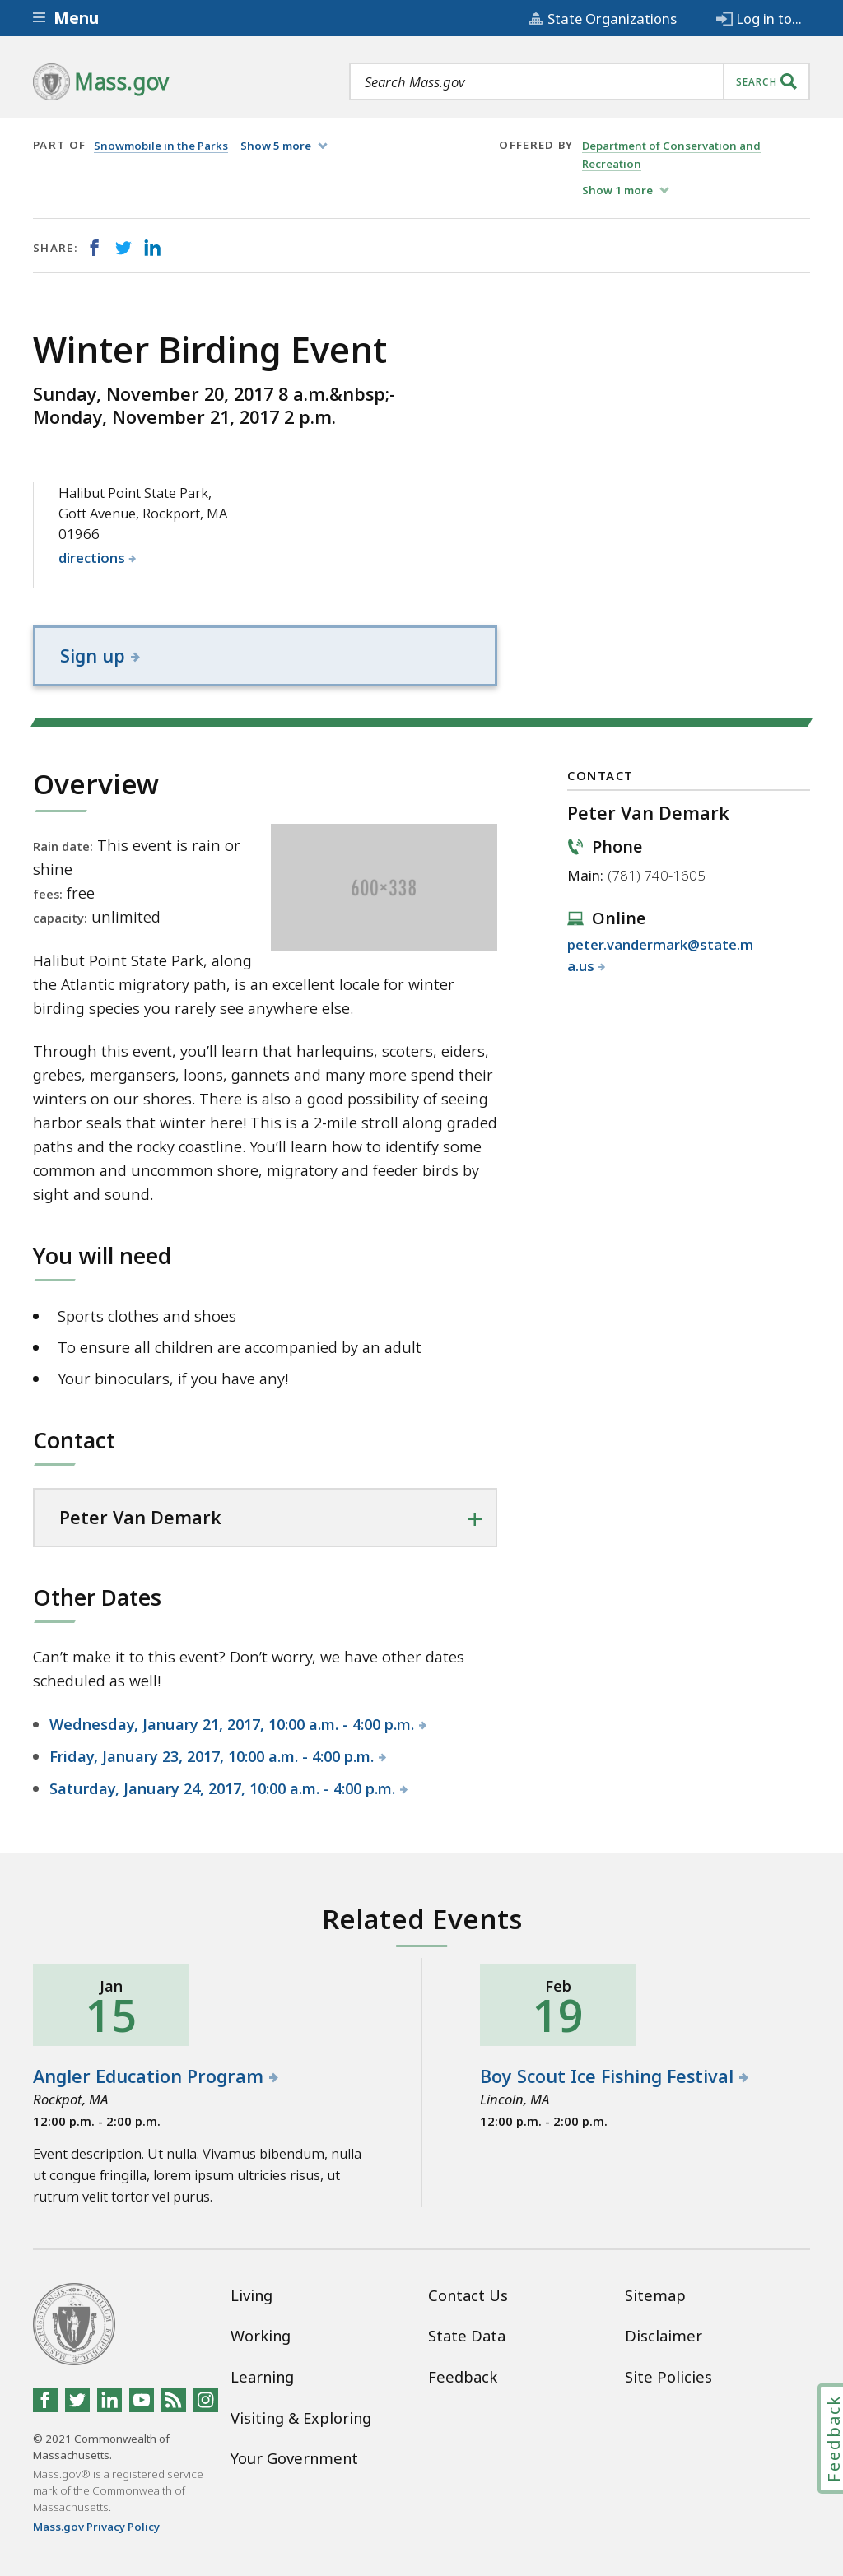 Menu
State Organizations
Log in to...
Mass.gov
Search Mass.gov
SEARCH
PART OF Snowmobile in the Parks Show 5 more
OFFERED BY Department of Conservation and
Recreation
Show 1 more
SHARE:
Winter Birding Event
Sunday, November 20, 2017 8 a.m.&nbsp;-
Monday, November 21, 2017 2 p.m.
Halibut Point State Park,
Gott Avenue, Rockport, MA
01966
directions
Sign up
Overview
Rain date: This event is rain or
shine
fees: free
capacity: unlimited
600×338
Halibut Point State Park, along
the Atlantic migratory path, is an excellent locale for winter
birding species you rarely see anywhere else.
Through this event, you’ll learn that harlequins, scoters, eiders,
grebes, mergansers, loons, gannets and many more spend their
winters on our shores. There is also a good possibility of seeing
harbor seals that winter here! This is a 2-mile stroll along graded
paths and the rocky coastline. You’ll learn how to identify some
common and uncommon shore, migratory and feeder birds by
sight and sound.
You will need
Sports clothes and shoes
To ensure all children are accompanied by an adult
Your binoculars, if you have any!
Contact
Peter Van Demark
Other Dates
Can’t make it to this event? Don’t worry, we have other dates
scheduled as well!
Wednesday, January 21, 2017, 10:00 a.m. - 4:00 p.m.
Friday, January 23, 2017, 10:00 a.m. - 4:00 p.m.
Saturday, January 24, 2017, 10:00 a.m. - 4:00 p.m.
CONTACT
Peter Van Demark
Phone
Main: (781) 740-1605
Online
peter.vandermark@state.m
a.us
Related Events
Jan
15
Angler Education Program
Rockpot, MA
12:00 p.m. - 2:00 p.m.
Event description. Ut nulla. Vivamus bibendum, nulla
ut congue fringilla, lorem ipsum ultricies risus, ut
rutrum velit tortor vel purus.
Feb
19
Boy Scout Ice Fishing Festival
Lincoln, MA
12:00 p.m. - 2:00 p.m.
Living
Working
Learning
Visiting & Exploring
Your Government
Contact Us
State Data
Feedback
Sitemap
Disclaimer
Site Policies
© 2021 Commonwealth of
Massachusetts.
Mass.gov® is a registered service
mark of the Commonwealth of
Massachusetts.
Mass.gov Privacy Policy
Feedback